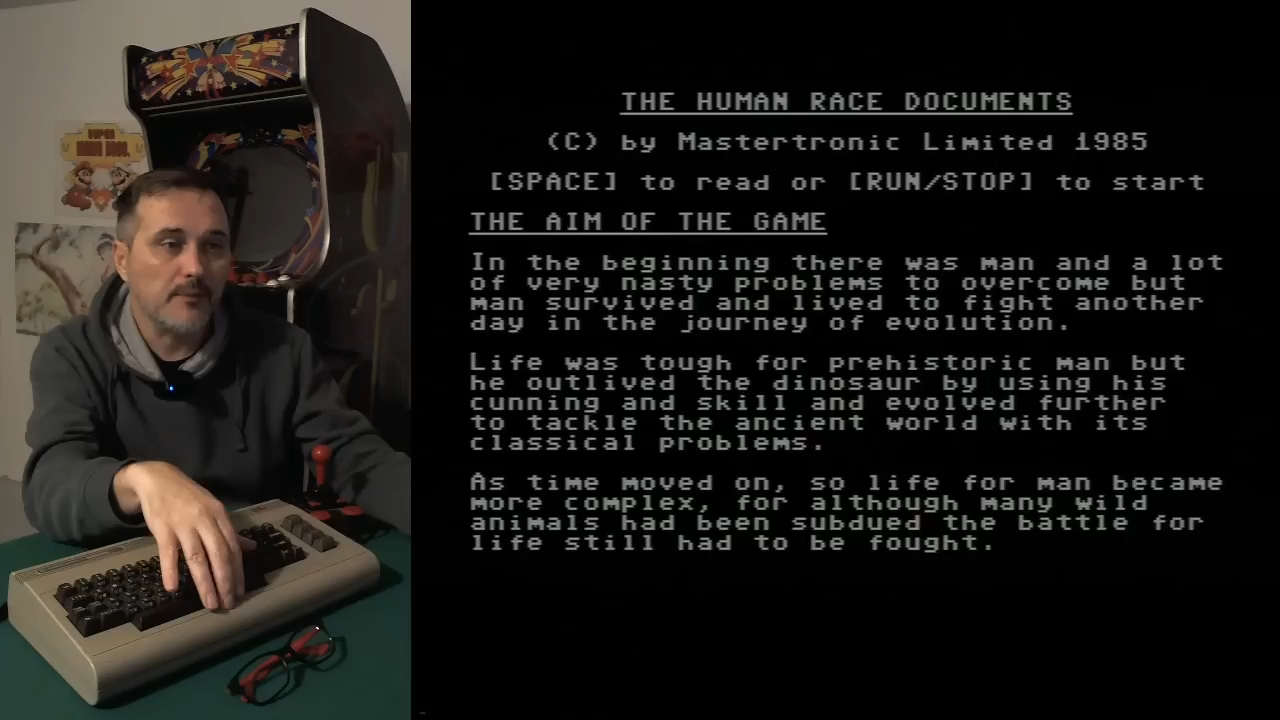 SUPER
MARIO BROS.
THE HUMAN RACE DOCUMENTS
(C) by Mastertronic Limited 1985
[SPACE] to read or [RUN/STOP] to start
THE AIM OF THE GAME
In the beginning there was man and a lot
of very nasty problems to overcome but
man survived and lived to fight another
day in the journey of evolution.
Life was tough for prehistoric man but
he outlived the dinosaur by using his
cunning and skill and evolved further
to tackle the ancient world with its
classical problems.
As time moved on, so life for man became
more complex, for although many wild
animals had been subdued the battle for
life still had to be fought.